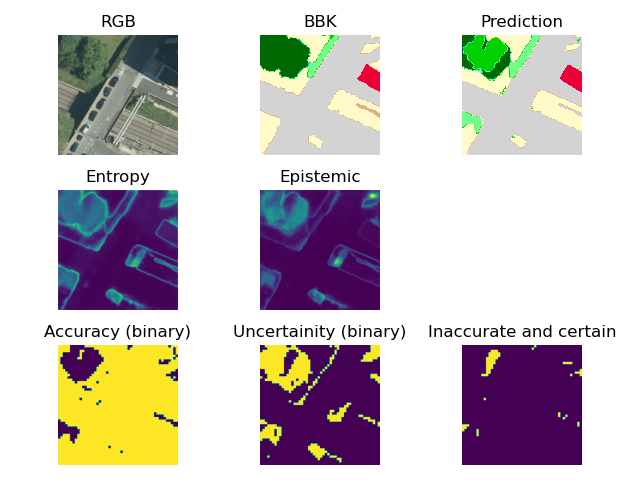 RGB
BBK
Prediction
Entropy
Epistemic
Accuracy (binary)
Uncertainity (binary)
Inaccurate and certain